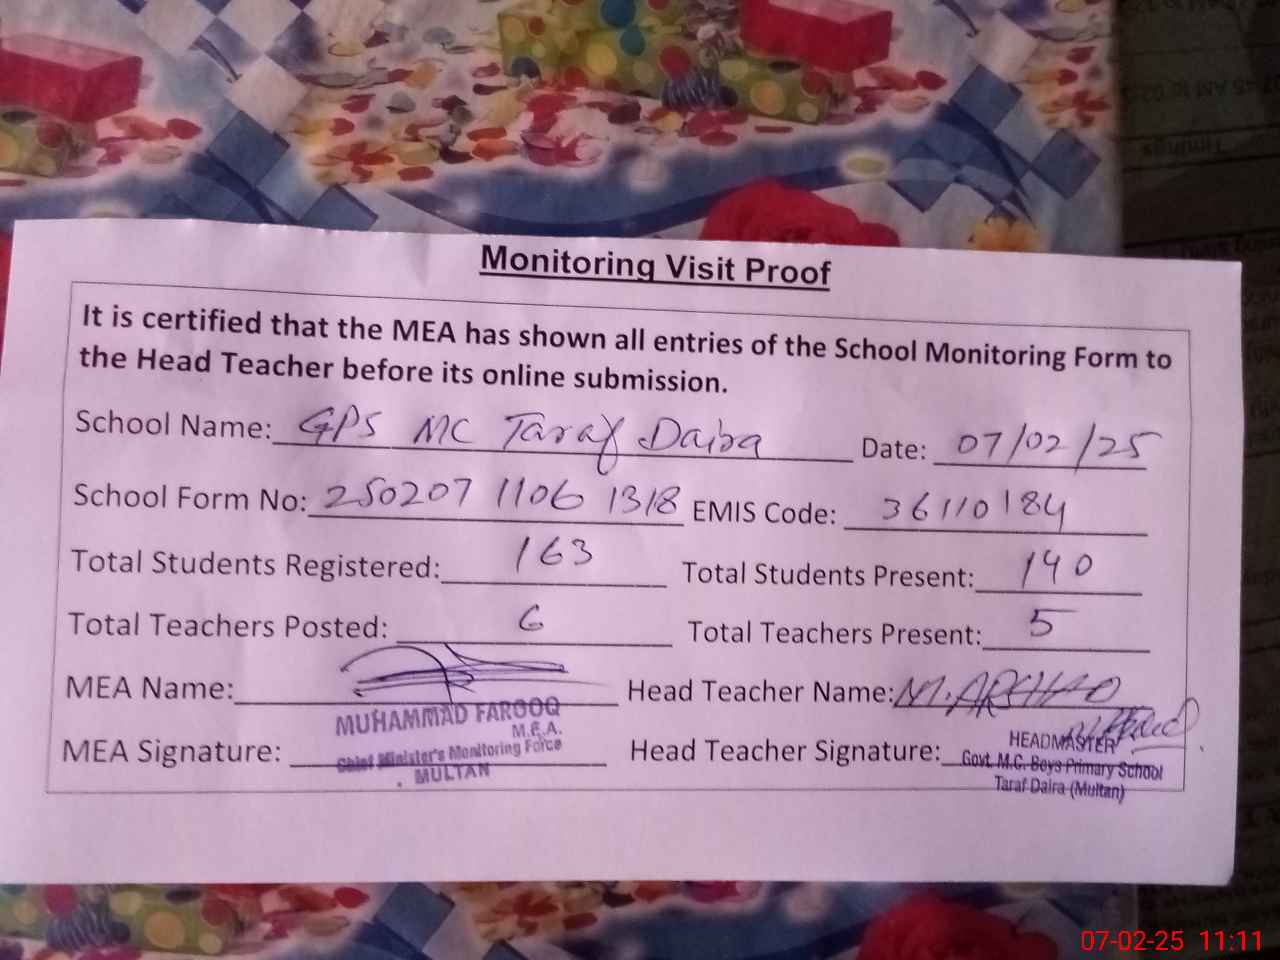 Monitoring Visit Proof
It is certified that the MEA has shown all entries of the School Monitoring Form to
the Head Teacher before its online submission.
School Name: GPS MC Taraf Daira Date: 07/02/25
School Form No: 250207 1106 1318 EMIS Code: 36110184
Total Students Registered: 163 Total Students Present: 140
Total Teachers Posted: 6 Total Teachers Present: 5
MEA Name: Head Teacher Name: M. ARSHAD
MUHAMMAD FAROOQ
M.E.A.
Chief Minister's Monitoring Force
MULTAN
MEA Signature: Head Teacher Signature:
HEADMASTER
Govt. M.C. Boys Primary School
Taraf Daira (Multan)
07-02-25 11:11